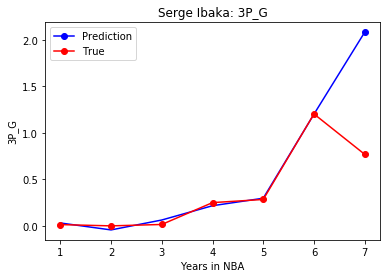 Serge Ibaka: 3P_G
Prediction
True
3P_G
2.0
1.5
1.0
0.5
0.0
1 2 3 4 5 6 7
Years in NBA